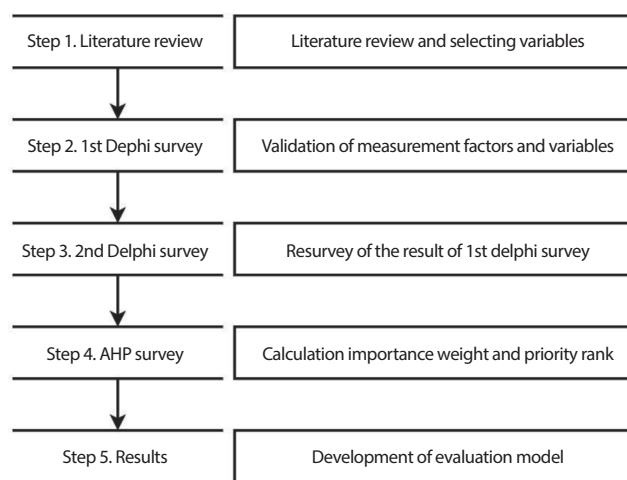 Step 1. Literature review
Literature review and selecting variables
Step 2. 1st Dephi survey
Validation of measurement factors and variables
Step 3. 2nd Delphi survey
Resurvey of the result of 1st delphi survey
Step 4. AHP survey
Calculation importance weight and priority rank
Step 5. Results
Development of evaluation model